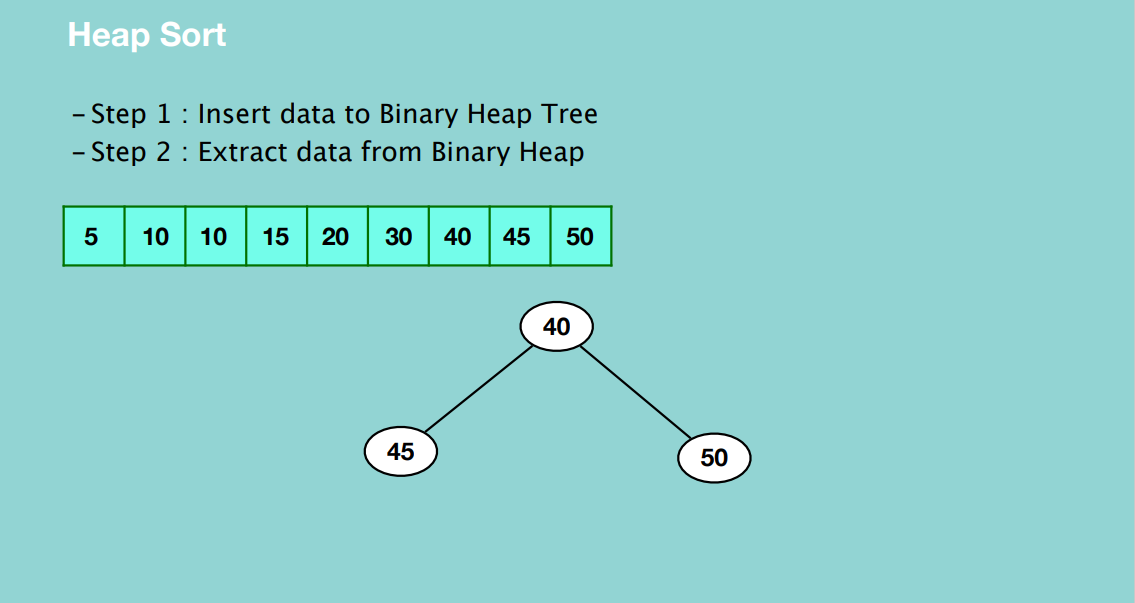 Heap Sort
- Step 1 : Insert data to Binary Heap Tree
- Step 2 : Extract data from Binary Heap
5 10 10 15 20 30 40 45 50
40
45
50